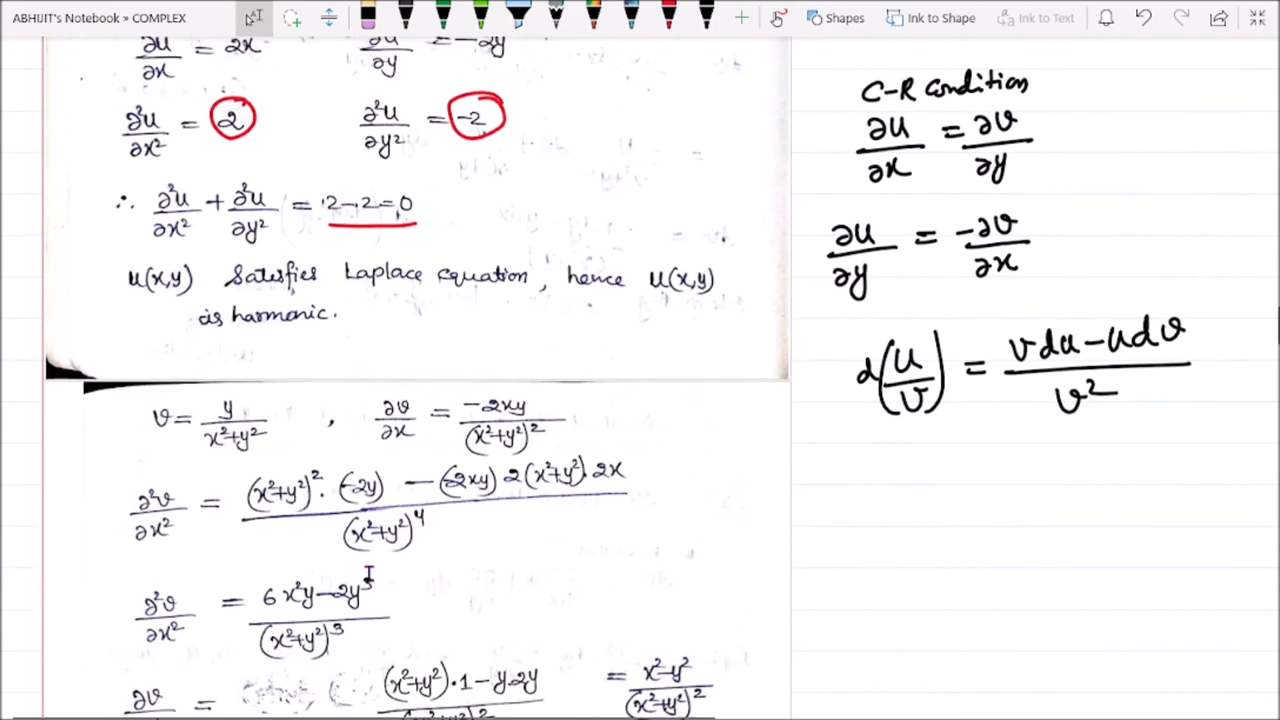 ABHIJIT's Notebook » COMPLEX
Shapes Ink to Shape Ink to Text
∂u/∂x = 2x ∂u/∂y = -2y
∂²u/∂x² = 2 ∂²u/∂y² = -2
∴ ∂²u/∂x² + ∂²u/∂y² = 2-2=0
u(x,y) Satisfies Laplace equation, hence u(x,y)
is harmonic.
v = y/(x²+y²) , ∂v/∂x = -2xy/(x²+y²)²
∂²v/∂x² = ((x²+y²)²·(-2y) - (-2xy) 2(x²+y²)·2x)/(x²+y²)⁴
∂²v/∂x² = (6x²y-2y³)/(x²+y²)³
∂v = (x²+y²)·1-y·2y/(x²+y²)² = (x²-y²)/(x²+y²)²
C-R condition
∂u/∂x = ∂v/∂y
∂u/∂y = -∂v/∂x
d(u/v) = (v du - u dv)/v²